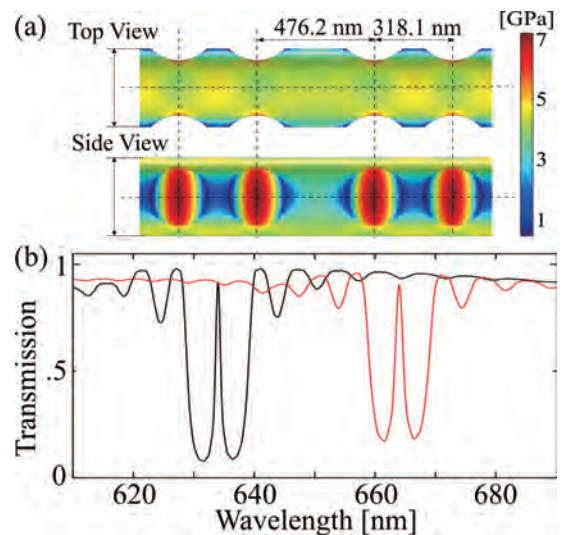 (a)
476.2 nm
318.1 nm
[GPa]
Top View
7
5
3
1
Side View
(b)
1
.5
0
Transmission
620
640
660
680
Wavelength [nm]